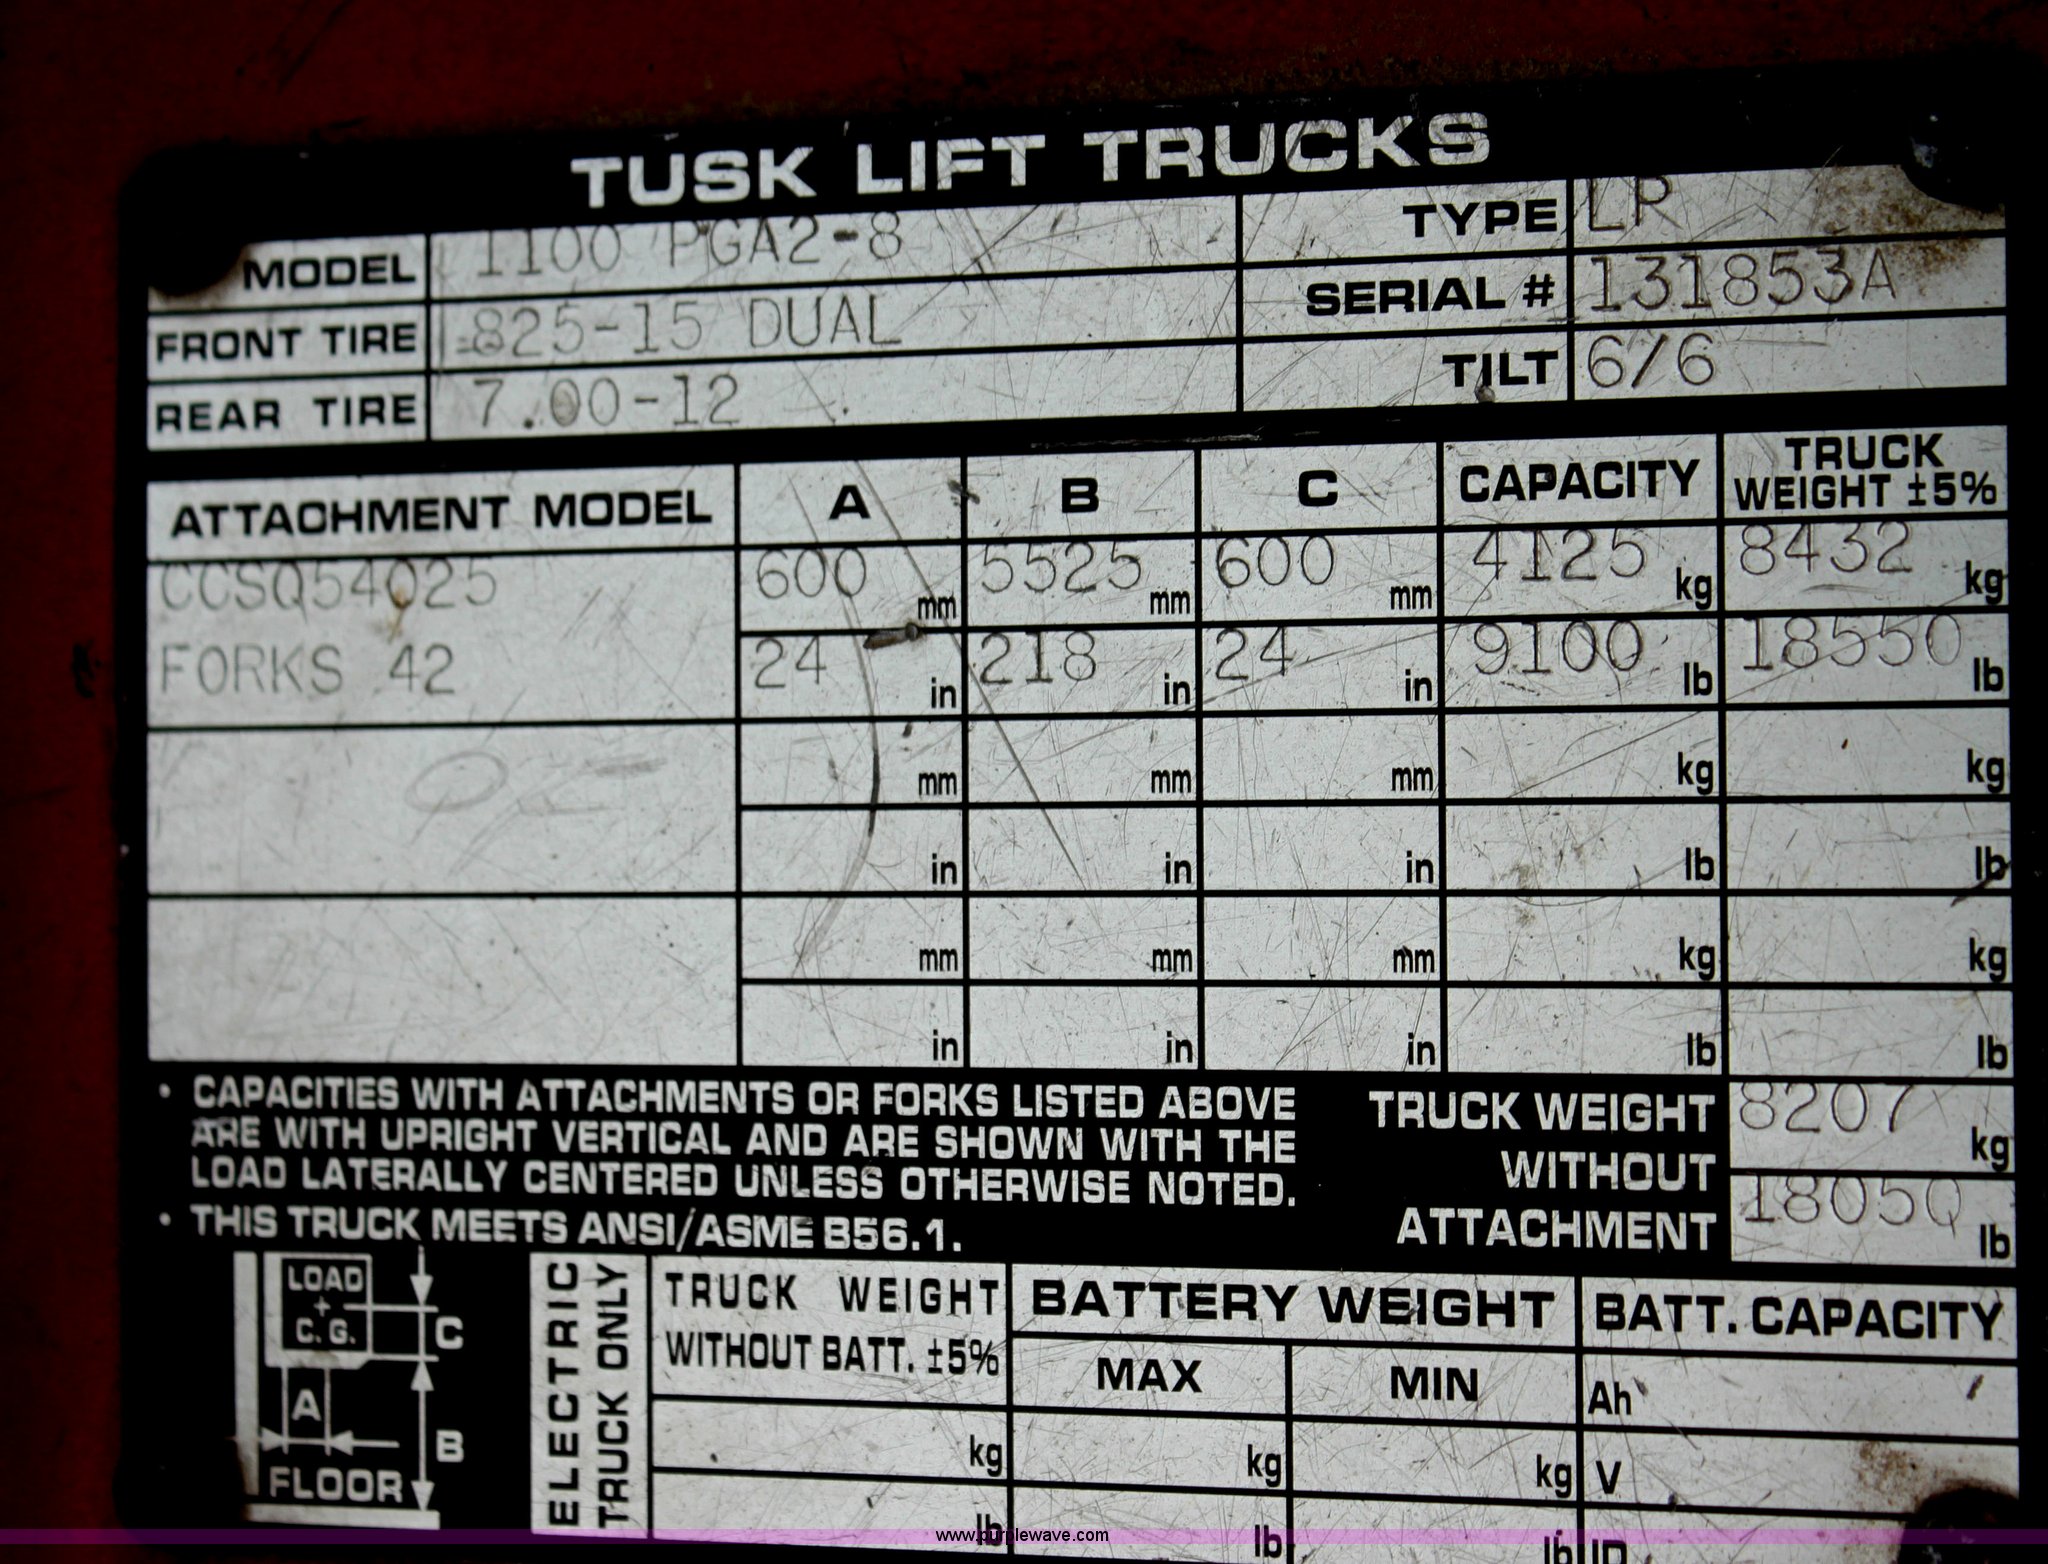 TUSK LIFT TRUCKS
MODEL 1100 PGA2-8 TYPE LP
FRONT TIRE 825-15 DUAL SERIAL # 131853A
REAR TIRE 7.00-12 TILT 6/6
ATTACHMENT MODEL A B C CAPACITY TRUCK WEIGHT ±5%
CCSQ54025 600 mm 5525 mm 600 mm 4125 kg 8432 kg
FORKS 42 24 in 218 in 24 in 9100 lb 18550 lb
mm mm mm kg kg
in in in lb lb
mm mm mm kg kg
in in in lb lb
• CAPACITIES WITH ATTACHMENTS OR FORKS LISTED ABOVE
ARE WITH UPRIGHT VERTICAL AND ARE SHOWN WITH THE
LOAD LATERALLY CENTERED UNLESS OTHERWISE NOTED.
• THIS TRUCK MEETS ANSI/ASME B56.1.
TRUCK WEIGHT
WITHOUT
ATTACHMENT
8207 kg
18050 lb
LOAD
+
C.G.
C
A
B
FLOOR
ELECTRIC
TRUCK ONLY
TRUCK WEIGHT
WITHOUT BATT. ±5%
BATTERY WEIGHT
MAX MIN
BATT. CAPACITY
Ah
kg kg kg V
lb lb lb
www.purplewave.com